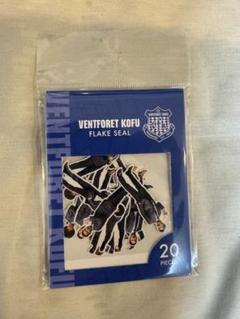 VENTFORET KOFU
VENTFORET KOFU
FLAKE SEAL
20
PIECES